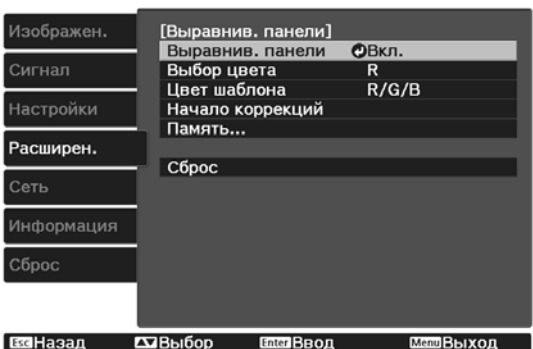 Изображен.
Сигнал
Настройки
Расширен.
Сеть
Информация
Сброс
[Выравнив. панели]
Выравнив. панели Вкл.
Выбор цвета R
Цвет шаблона R/G/B
Начало коррекций
Память...
Сброс
Esc Назад Выбор Enter Ввод Menu Выход